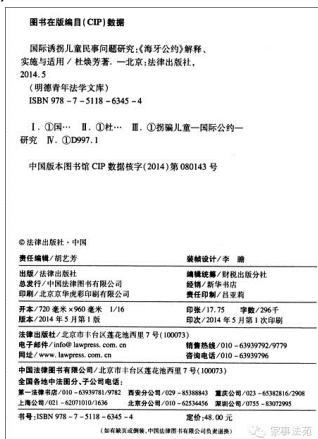 图书在版编目(CIP)数据
国际诱拐儿童民事问题研究:《海牙公约》解释、
实施与适用/杜焕芳著.—北京:法律出版社,
2014.5
(明德青年法学文库)
ISBN 978-7-5118-6345-4
Ⅰ.①国… Ⅱ.①杜… Ⅲ.①拐骗儿童—国际公约—
研究 Ⅳ.①D997.1
中国版本图书馆CIP数据核字(2014)第080143号
©法律出版社·中国
责任编辑/胡艺芳 装帧设计/李瞻
出版/法律出版社 编辑统筹/财税出版分社
总发行/中国法律图书有限公司 经销/新华书店
印刷/北京京华虎彩印刷有限公司 责任印制/吕亚莉
开本/720毫米×960毫米 1/16 印张/17.75 字数/296千
版本/2014年5月第1版 印次/2014年5月第1次印刷
法律出版社/北京市丰台区莲花池西里7号(100073)
电子邮件/info@lawpress.com.cn 销售热线/010-63939792/9779
网址/www.lawpress.com.cn 咨询电话/010-63939796
中国法律图书有限公司/北京市丰台区莲花池西里7号(100073)
全国各地中法图分、子公司电话:
第一法律书店/010-63939781/9782 西安分公司/029-85388843 重庆公司/023-65382816/2908
上海公司/021-62071010/1636 北京分公司/010-62534456 深圳公司/0755-83072995
书号:ISBN 978-7-5118-6345-4 定价:48.00元
(如有缺页或倒装,中国法律图书有限公司负责退换)
家事法苑